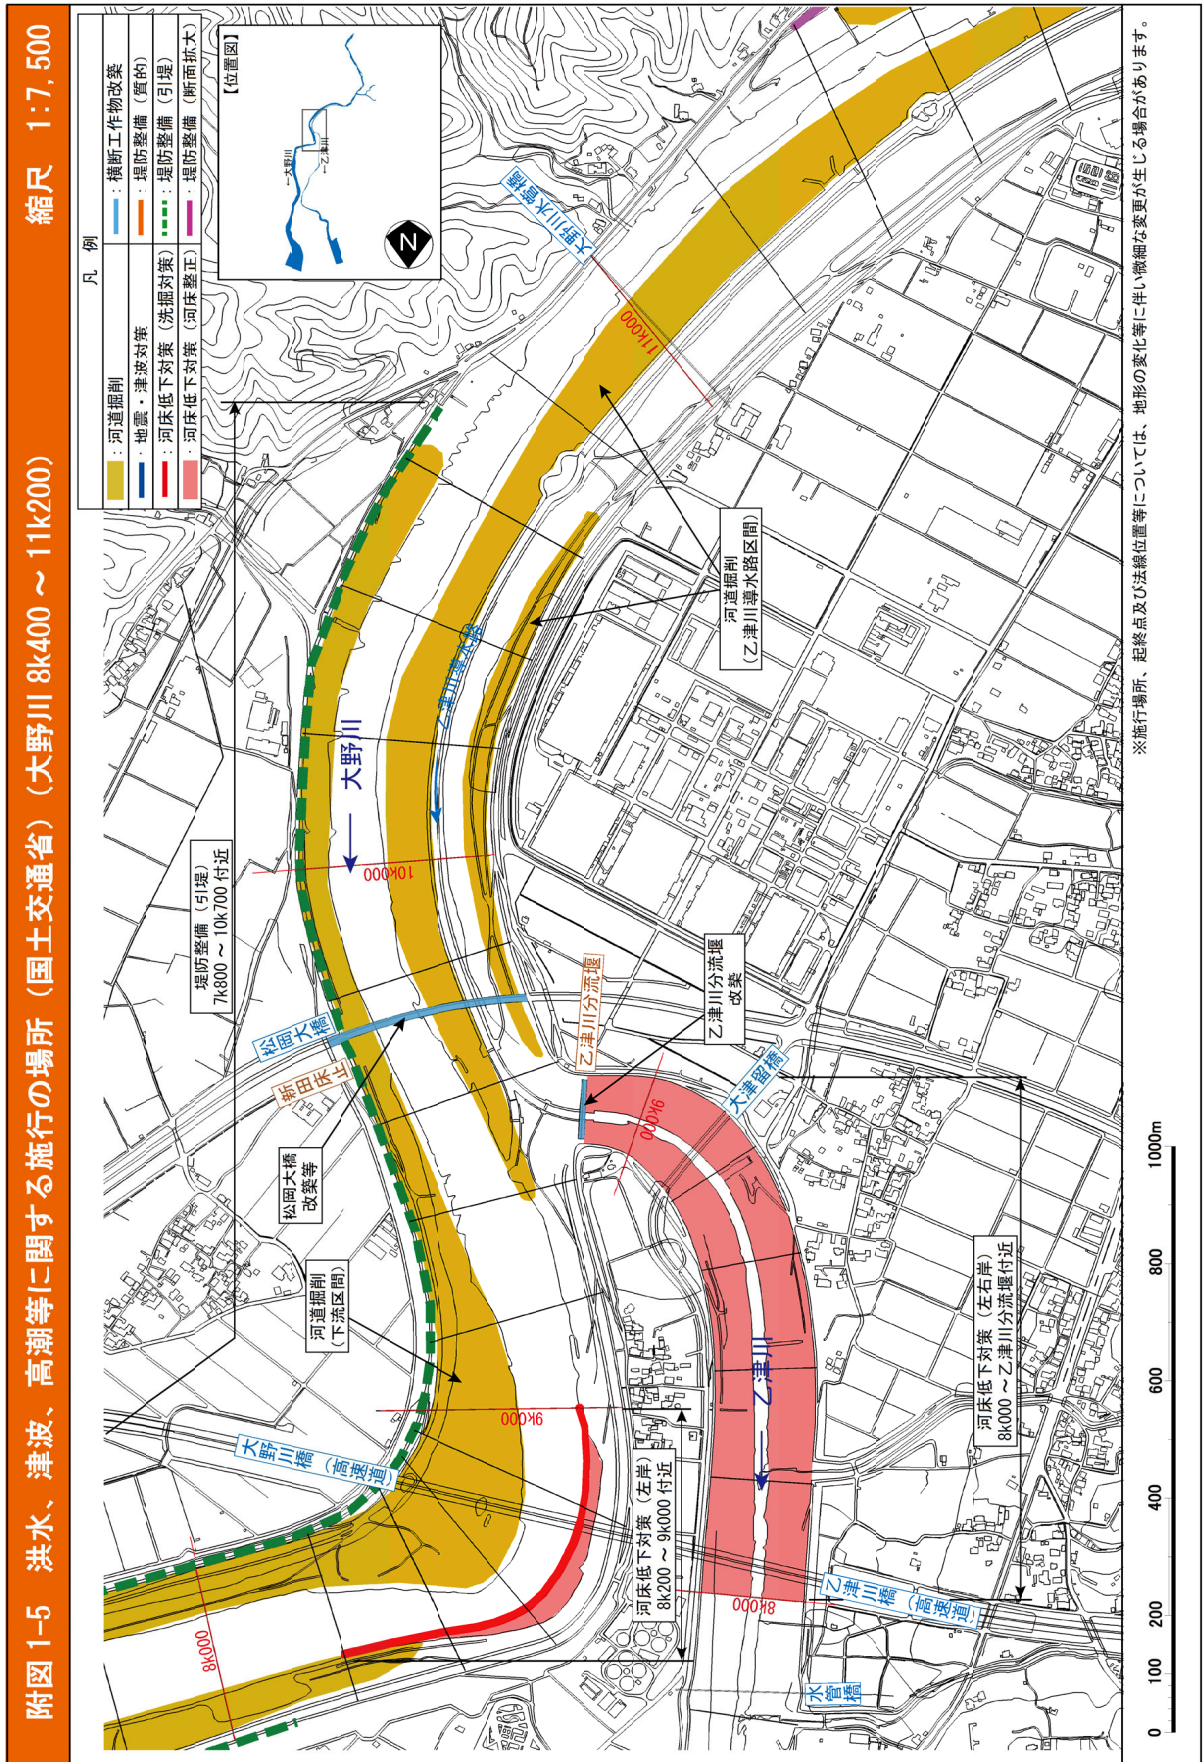 附図1-5　洪水、津波、高潮等に関する施行の場所（国土交通省）（大野川 8k400 ～ 11k200）　縮尺　1:7,500
凡　例
：河道掘削
：横断工作物改築
：地震・津波対策
：堤防整備（質的）
：河床低下対策（洗掘対策）
：堤防整備（引堤）
：河床低下対策（河床整正）
：堤防整備（断面拡大）
【位置図】
←大野川
←乙津川
N
堤防整備（引堤）
7k800 ～ 10k700 付近
大野川水管橋
11k000
大野川
乙津川導水路
10k000
河道掘削
（乙津川導水路区間）
松岡大橋
新田床止
松岡大橋
改築等
乙津川分流堰
乙津川分流堰
改築
大津留橋
9k000
河道掘削
（下流区間）
大野川橋（高速道）
9k000
8k000
河床低下対策（左岸）
8k200 ～ 9k000 付近
乙津川
8k000
河床低下対策（左右岸）
8k000～乙津川分流堰付近
乙津川橋（高速道）
水管橋
0
100
200
400
600
800
1000m
※施行場所、起終点及び法線位置等については、地形の変化等に伴い微細な変更が生じる場合があります。